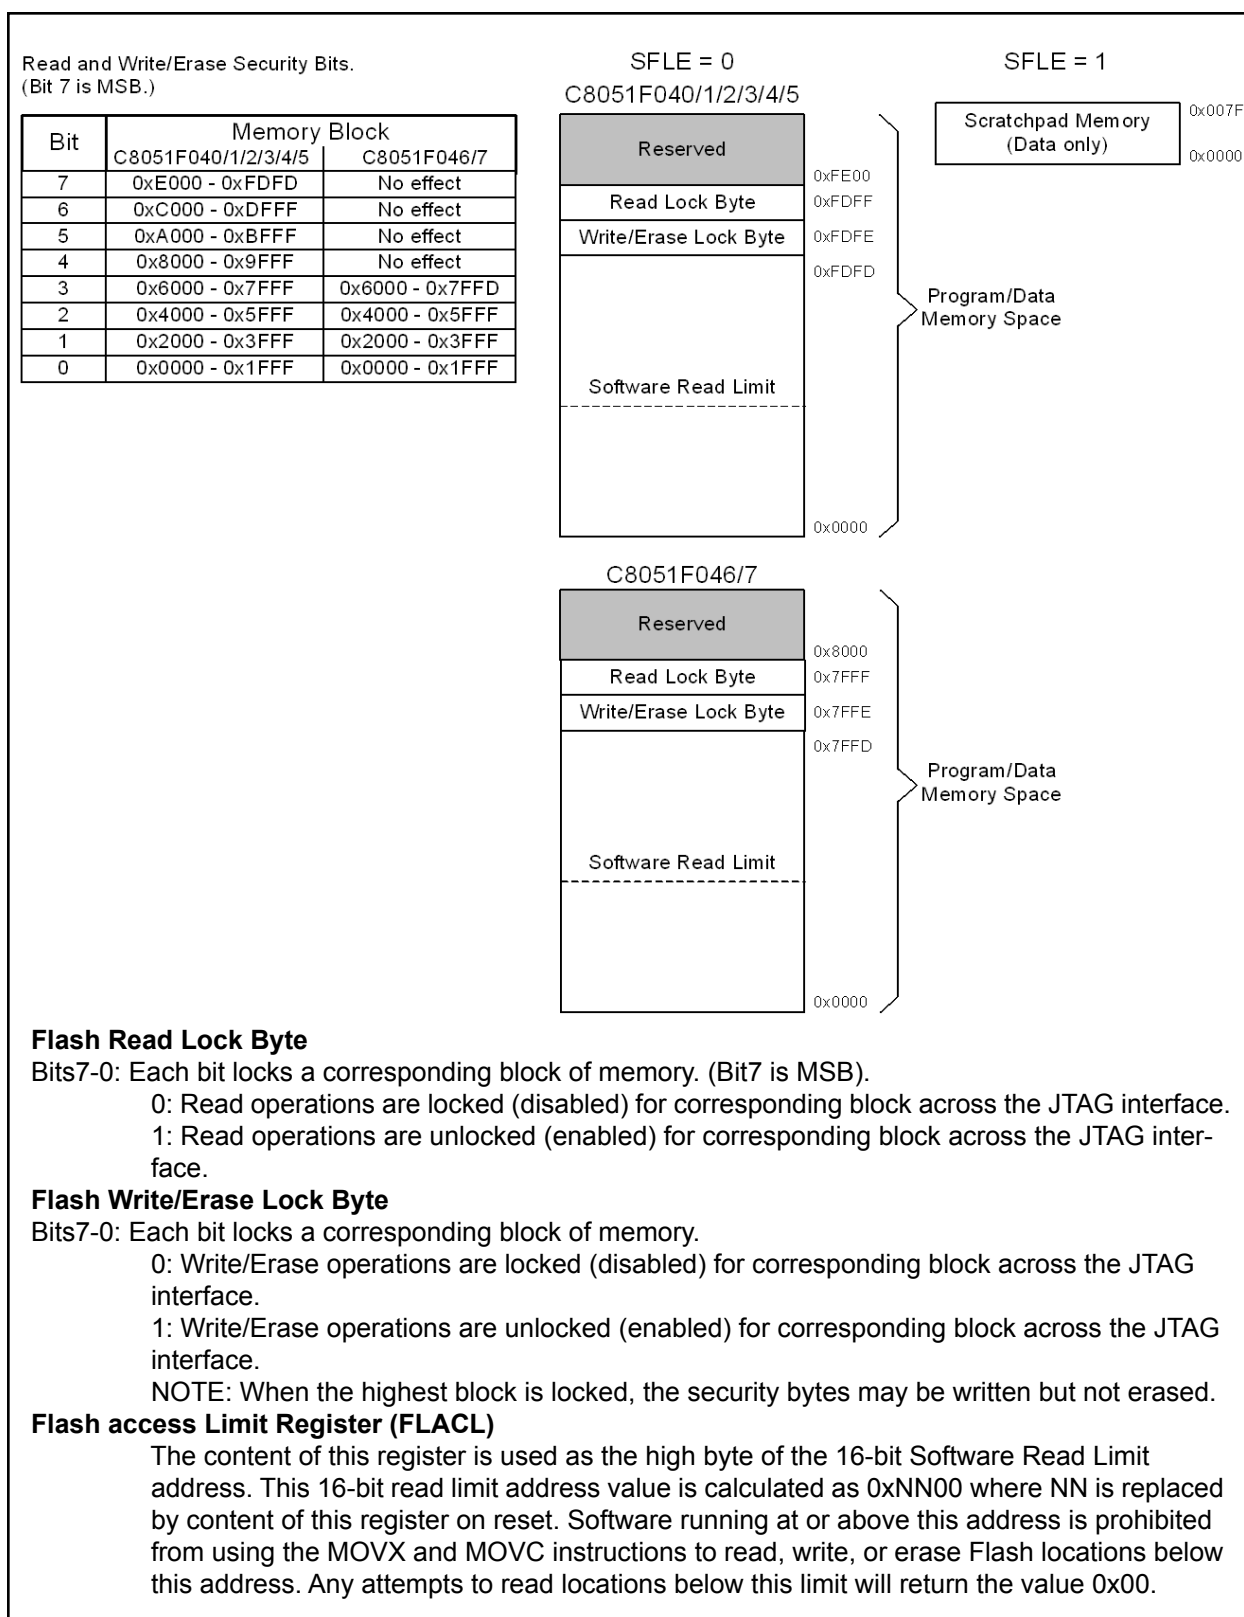 Read and Write/Erase Security Bits.
(Bit 7 is MSB.)
Bit Memory Block
C8051F040/1/2/3/4/5 C8051F046/7
7 0xE000 - 0xFDFD No effect
6 0xC000 - 0xDFFF No effect
5 0xA000 - 0xBFFF No effect
4 0x8000 - 0x9FFF No effect
3 0x6000 - 0x7FFF 0x6000 - 0x7FFD
2 0x4000 - 0x5FFF 0x4000 - 0x5FFF
1 0x2000 - 0x3FFF 0x2000 - 0x3FFF
0 0x0000 - 0x1FFF 0x0000 - 0x1FFF
SFLE = 0
C8051F040/1/2/3/4/5
Reserved
0xFE00
Read Lock Byte 0xFDFF
Write/Erase Lock Byte 0xFDFE
0xFDFD
Program/Data
Memory Space
Software Read Limit
0x0000
SFLE = 1
Scratchpad Memory
(Data only)
0x007F
0x0000
C8051F046/7
Reserved
0x8000
Read Lock Byte 0x7FFF
Write/Erase Lock Byte 0x7FFE
0x7FFD
Program/Data
Memory Space
Software Read Limit
0x0000
Flash Read Lock Byte
Bits7-0: Each bit locks a corresponding block of memory. (Bit7 is MSB).
0: Read operations are locked (disabled) for corresponding block across the JTAG interface.
1: Read operations are unlocked (enabled) for corresponding block across the JTAG inter-
face.
Flash Write/Erase Lock Byte
Bits7-0: Each bit locks a corresponding block of memory.
0: Write/Erase operations are locked (disabled) for corresponding block across the JTAG
interface.
1: Write/Erase operations are unlocked (enabled) for corresponding block across the JTAG
interface.
NOTE: When the highest block is locked, the security bytes may be written but not erased.
Flash access Limit Register (FLACL)
The content of this register is used as the high byte of the 16-bit Software Read Limit
address. This 16-bit read limit address value is calculated as 0xNN00 where NN is replaced
by content of this register on reset. Software running at or above this address is prohibited
from using the MOVX and MOVC instructions to read, write, or erase Flash locations below
this address. Any attempts to read locations below this limit will return the value 0x00.